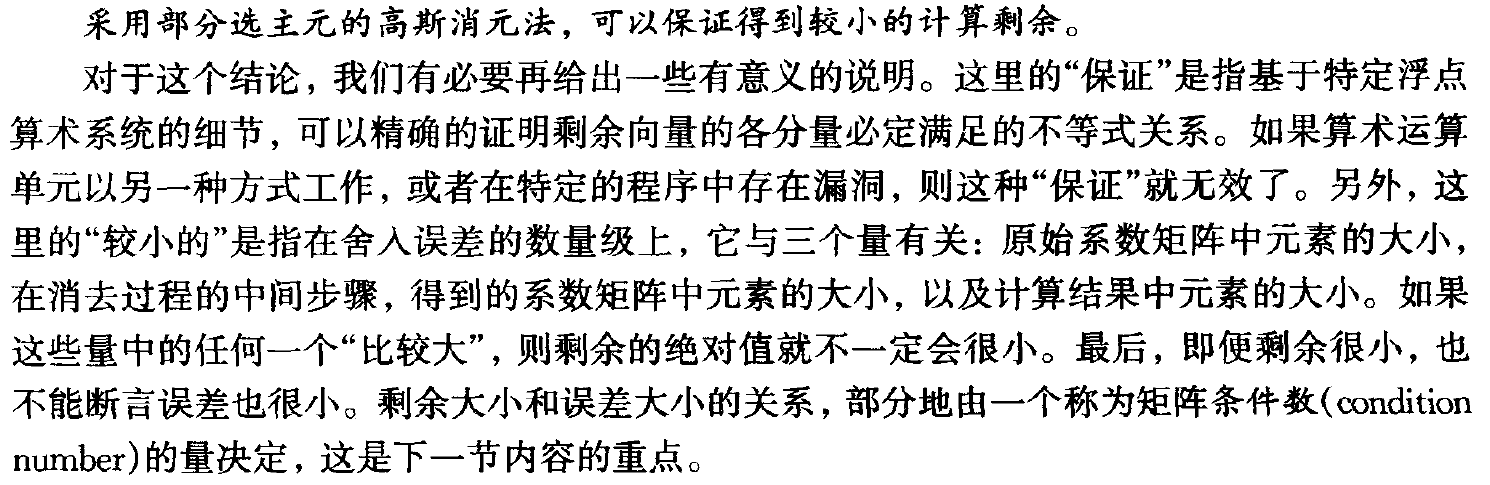 采用部分选主元的高斯消元法，可以保证得到较小的计算剩余。
对于这个结论，我们有必要再给出一些有意义的说明。这里的“保证”是指基于特定浮点
算术系统的细节，可以精确的证明剩余向量的各分量必定满足的不等式关系。如果算术运算
单元以另一种方式工作，或者在特定的程序中存在漏洞，则这种“保证”就无效了。另外，这
里的“较小的”是指在舍入误差的数量级上，它与三个量有关：原始系数矩阵中元素的大小，
在消去过程的中间步骤，得到的系数矩阵中元素的大小，以及计算结果中元素的大小。如果
这些量中的任何一个“比较大”，则剩余的绝对值就不一定会很小。最后，即便剩余很小，也
不能断言误差也很小。剩余大小和误差大小的关系，部分地由一个称为矩阵条件数(condition
number)的量决定，这是下一节内容的重点。